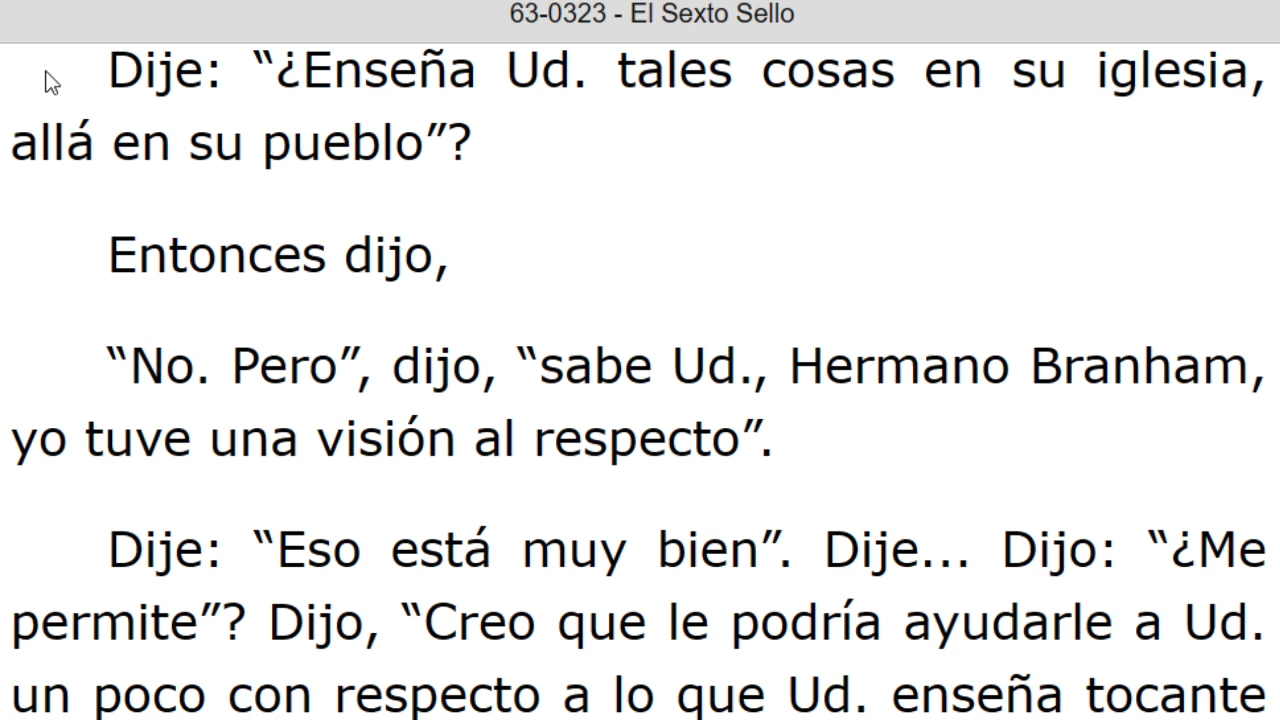 63-0323 - El Sexto Sello
Dije: “¿Enseña Ud. tales cosas en su iglesia,
allá en su pueblo”?
Entonces dijo,
“No. Pero”, dijo, “sabe Ud., Hermano Branham,
yo tuve una visión al respecto”.
Dije: “Eso está muy bien”. Dije... Dijo: “¿Me
permite”? Dijo, “Creo que le podría ayudarle a Ud.
un poco con respecto a lo que Ud. enseña tocante